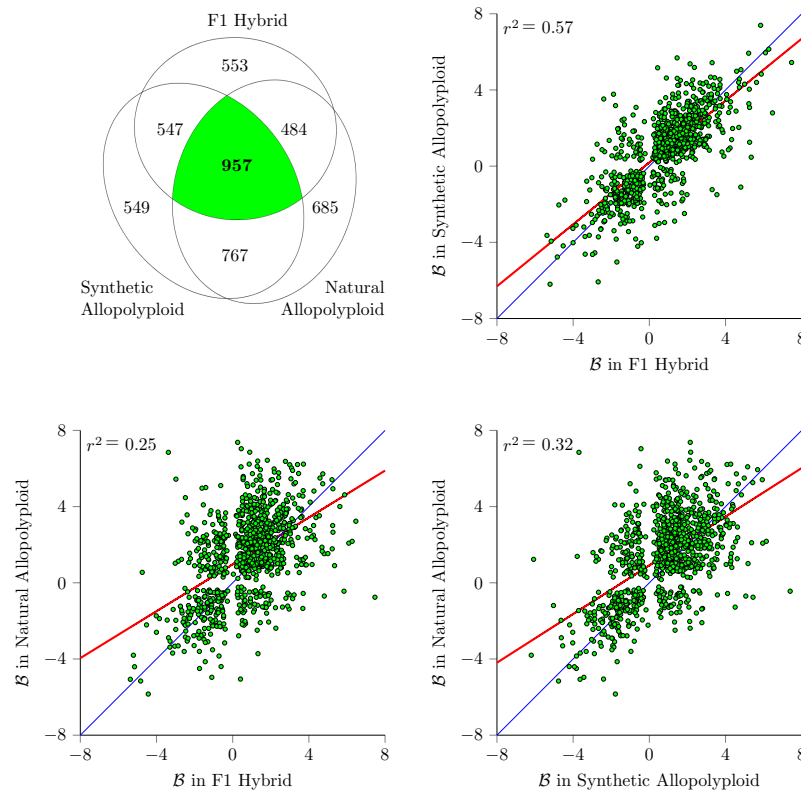 F1 Hybrid
553
547
484
957
549
685
767
Synthetic
Allopolyploid
Natural
Allopolyploid
r² = 0.57
8
4
0
−4
−8
−8
−4
0
4
8
ℬ in Synthetic Allopolyploid
ℬ in F1 Hybrid
r² = 0.25
8
4
0
−4
−8
−8
−4
0
4
8
ℬ in Natural Allopolyploid
ℬ in F1 Hybrid
r² = 0.32
8
4
0
−4
−8
−8
−4
0
4
8
ℬ in Natural Allopolyploid
ℬ in Synthetic Allopolyploid